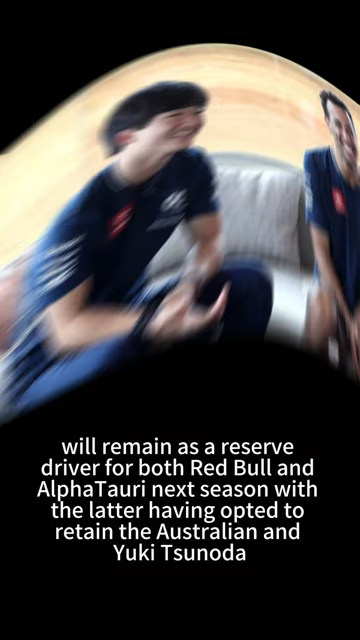 will remain as a reserve
driver for both Red Bull and
AlphaTauri next season with
the latter having opted to
retain the Australian and
Yuki Tsunoda